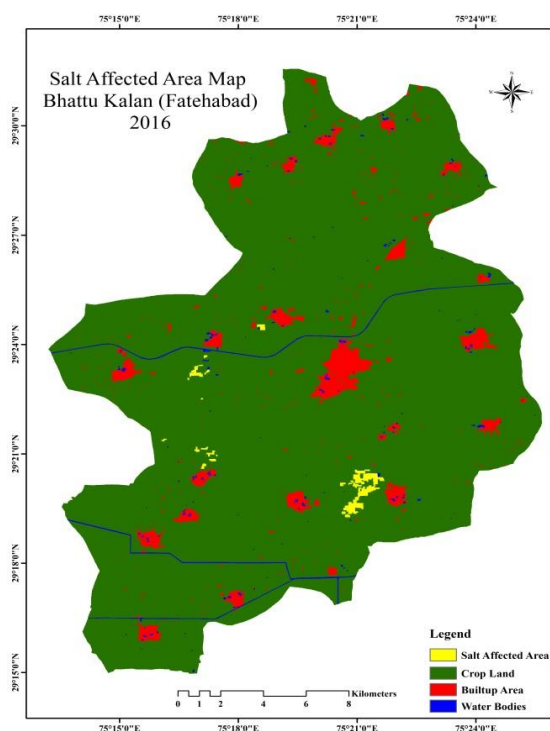 75°15'0"E 75°18'0"E 75°21'0"E 75°24'0"E
Salt Affected Area Map
Bhattu Kalan (Fatehabad)
2016
N
W E
S
29°30'0"N
29°27'0"N
29°24'0"N
29°21'0"N
29°18'0"N
29°15'0"N
Legend
Salt Affected Area
Crop Land
Builtup Area
Water Bodies
Kilometers
0 1 2 4 6 8
75°15'0"E 75°18'0"E 75°21'0"E 75°24'0"E